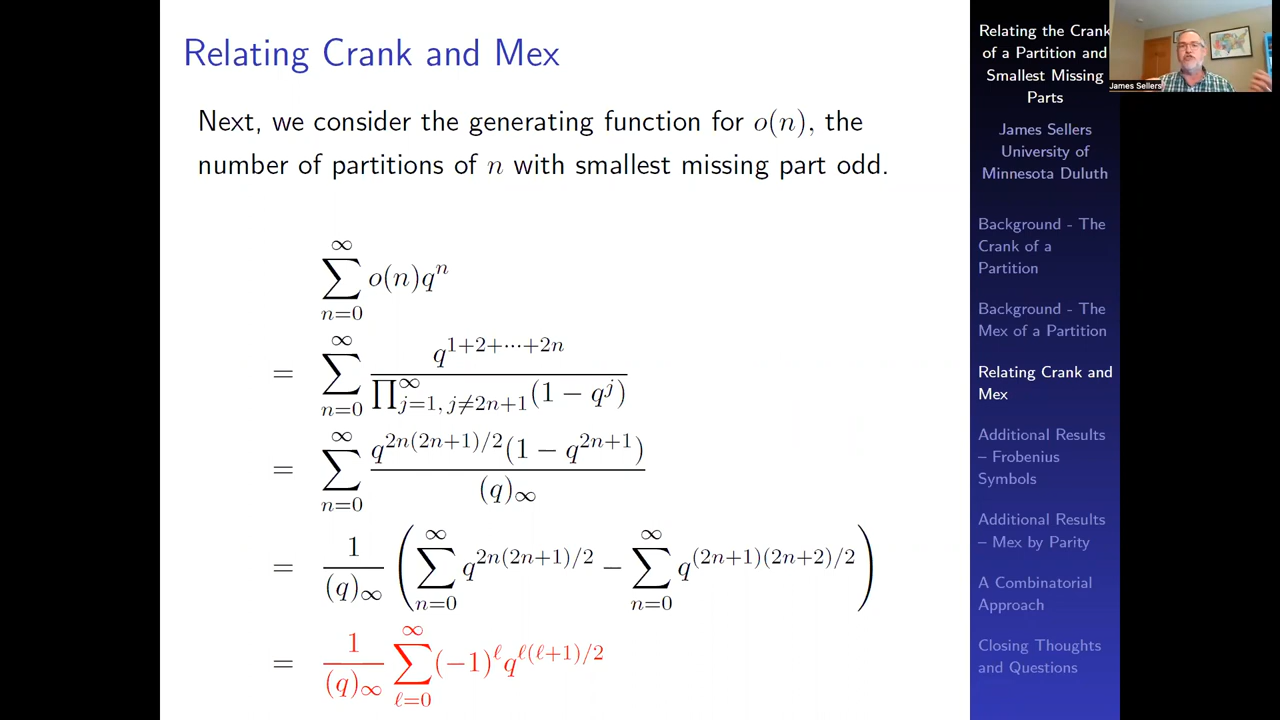 Relating Crank and Mex
Next, we consider the generating function for o(n), the
number of partitions of n with smallest missing part odd.
∑_{n=0}^{∞} o(n)q^n
= ∑_{n=0}^{∞} q^{1+2+···+2n} / ∏_{j=1, j≠2n+1}^{∞} (1 − q^j)
= ∑_{n=0}^{∞} q^{2n(2n+1)/2}(1 − q^{2n+1}) / (q)_∞
= 1/(q)_∞ ( ∑_{n=0}^{∞} q^{2n(2n+1)/2} − ∑_{n=0}^{∞} q^{(2n+1)(2n+2)/2} )
= 1/(q)_∞ ∑_{ℓ=0}^{∞} (−1)^ℓ q^{ℓ(ℓ+1)/2}
Relating the Crank
of a Partition and
Smallest Missing
Parts
James Sellers
University of
Minnesota Duluth
Background - The
Crank of a
Partition
Background - The
Mex of a Partition
Relating Crank and
Mex
Additional Results
– Frobenius
Symbols
Additional Results
– Mex by Parity
A Combinatorial
Approach
Closing Thoughts
and Questions
James Sellers